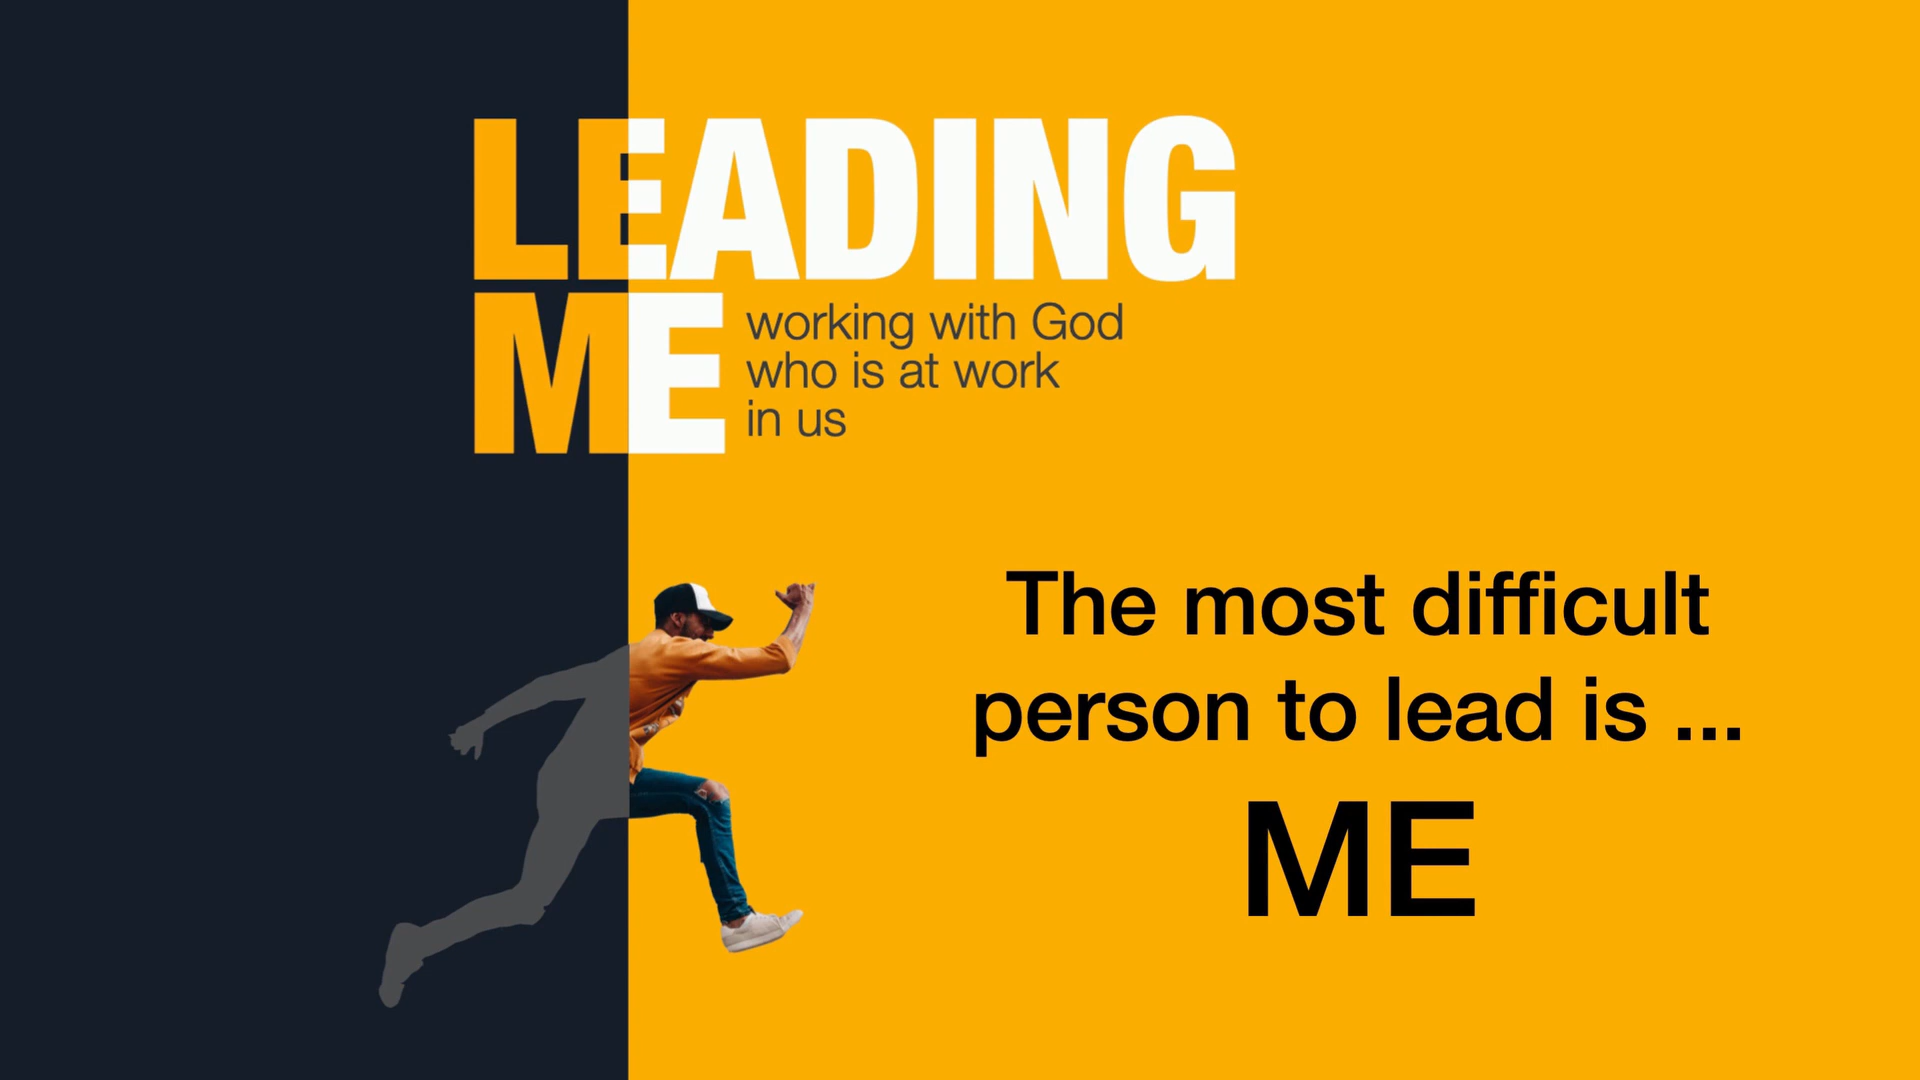 LEADING
ME
working with God
who is at work
in us
The most difficult
person to lead is ...
ME